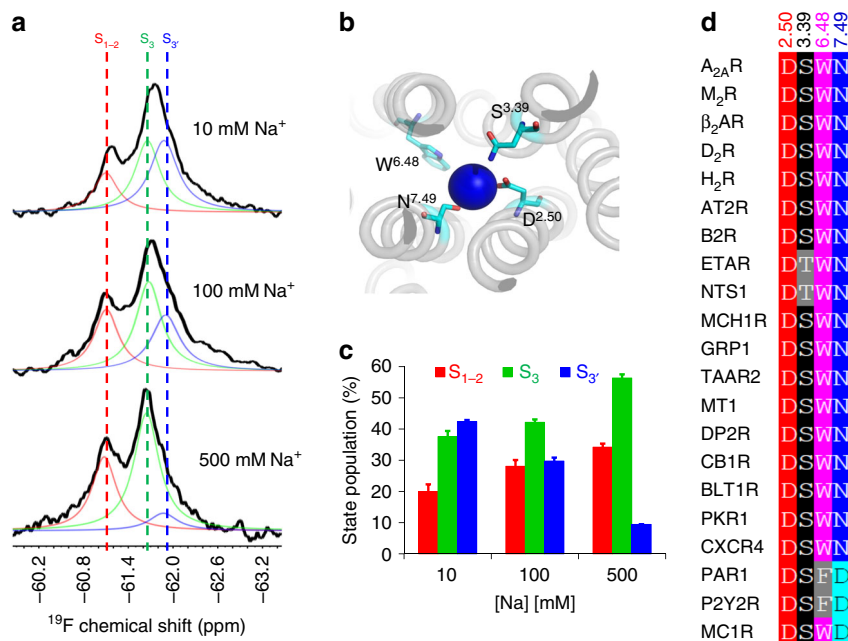 a
S1–2
S3
S3′
10 mM Na+
100 mM Na+
500 mM Na+
−60.2
−60.8
−61.4
−62.0
−62.6
−63.2
19F chemical shift (ppm)
b
S3.39
W6.48
N7.49
D2.50
c
S1–2
S3
S3′
60
50
40
30
20
10
0
State population (%)
10
100
500
[Na] [mM]
d
2.50
3.39
6.48
7.49
A2AR DSWN
M2R DSWN
β2AR DSWN
D2R DSWN
H2R DSWN
AT2R DSWN
B2R DSWN
ETAR DTWN
NTS1 DTWN
MCH1R DSWN
GRP1 DSWN
TAAR2 DSWN
MT1 DSWN
DP2R DSWN
CB1R DSWN
BLT1R DSWN
PKR1 DSWN
CXCR4 DSWN
PAR1 DSFD
P2Y2R DSFD
MC1R DSWD